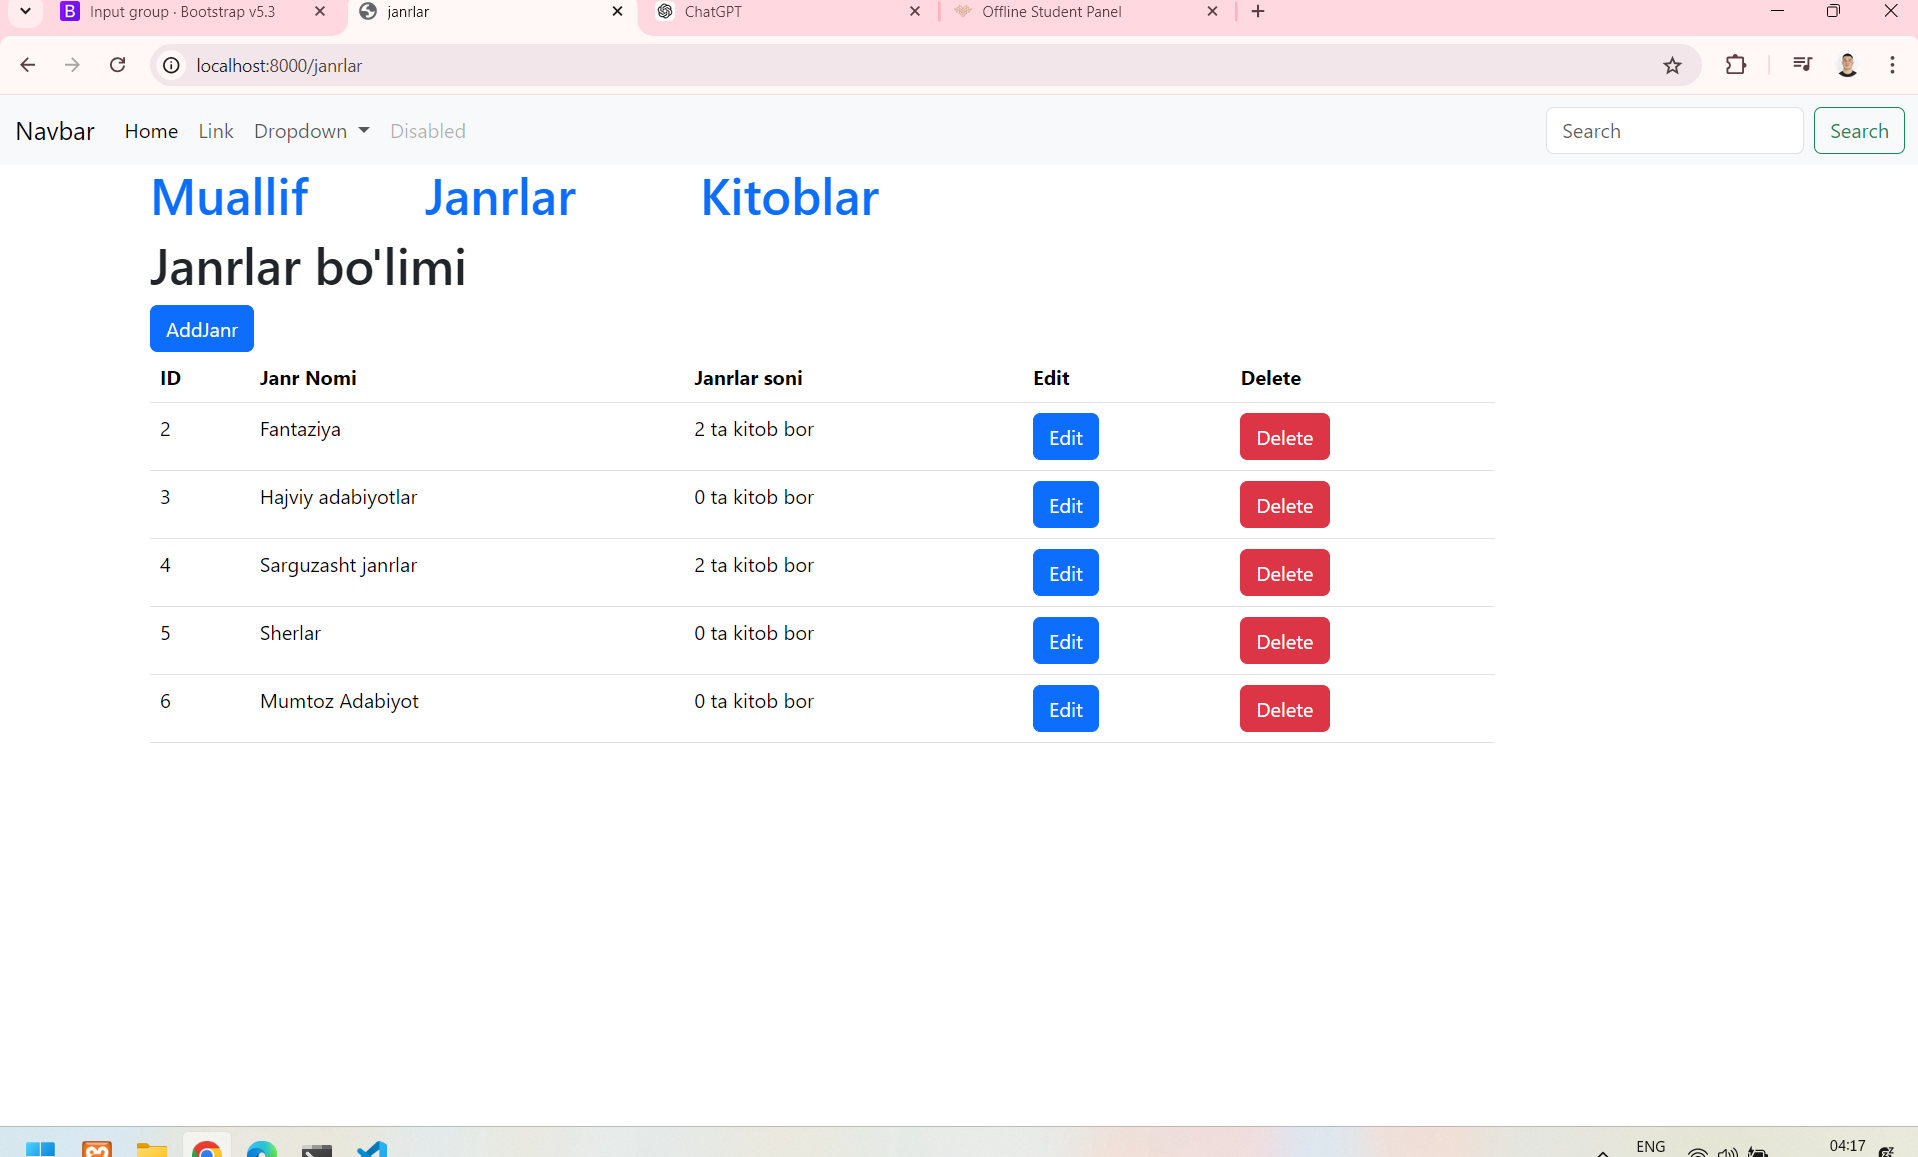 Input group · Bootstrap v5.3 janrlar ChatGPT Offline Student Panel
localhost:8000/janrlar
Navbar Home Link Dropdown Disabled Search Search
Muallif Janrlar Kitoblar
Janrlar bo'limi
AddJanr
ID Janr Nomi Janrlar soni Edit Delete
2 Fantaziya 2 ta kitob bor Edit Delete
3 Hajviy adabiyotlar 0 ta kitob bor Edit Delete
4 Sarguzasht janrlar 2 ta kitob bor Edit Delete
5 Sherlar 0 ta kitob bor Edit Delete
6 Mumtoz Adabiyot 0 ta kitob bor Edit Delete
ENG 04:17